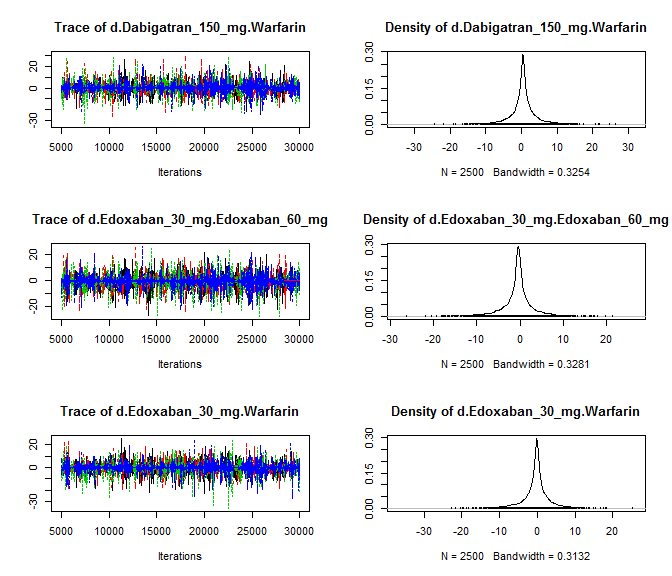 Trace of d.Dabigatran_150_mg.Warfarin
-30 0 20
5000 10000 15000 20000 25000 30000
Iterations
Density of d.Dabigatran_150_mg.Warfarin
0.00 0.15 0.30
-30 -10 0 10 30
N = 2500 Bandwidth = 0.3254
Trace of d.Edoxaban_30_mg.Edoxaban_60_mg
-20 0 20
5000 10000 15000 20000 25000 30000
Iterations
Density of d.Edoxaban_30_mg.Edoxaban_60_mg
0.00 0.15 0.30
-30 -20 -10 0 10 20
N = 2500 Bandwidth = 0.3281
Trace of d.Edoxaban_30_mg.Warfarin
-30 0 20
5000 10000 15000 20000 25000 30000
Iterations
Density of d.Edoxaban_30_mg.Warfarin
0.00 0.15 0.30
-30 -20 -10 0 10 20
N = 2500 Bandwidth = 0.3132